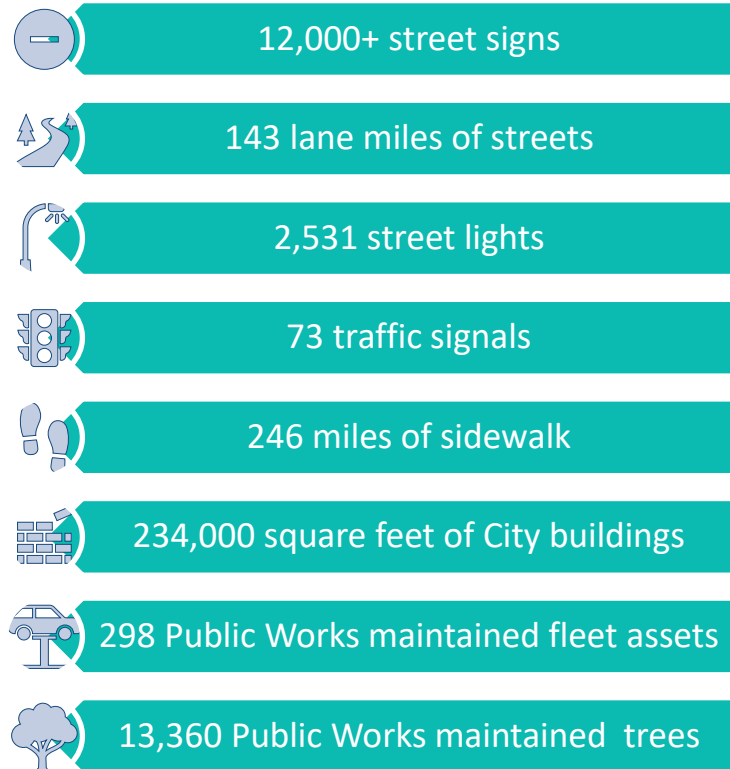 12,000+ street signs
143 lane miles of streets
2,531 street lights
73 traffic signals
246 miles of sidewalk
234,000 square feet of City buildings
298 Public Works maintained fleet assets
13,360 Public Works maintained  trees